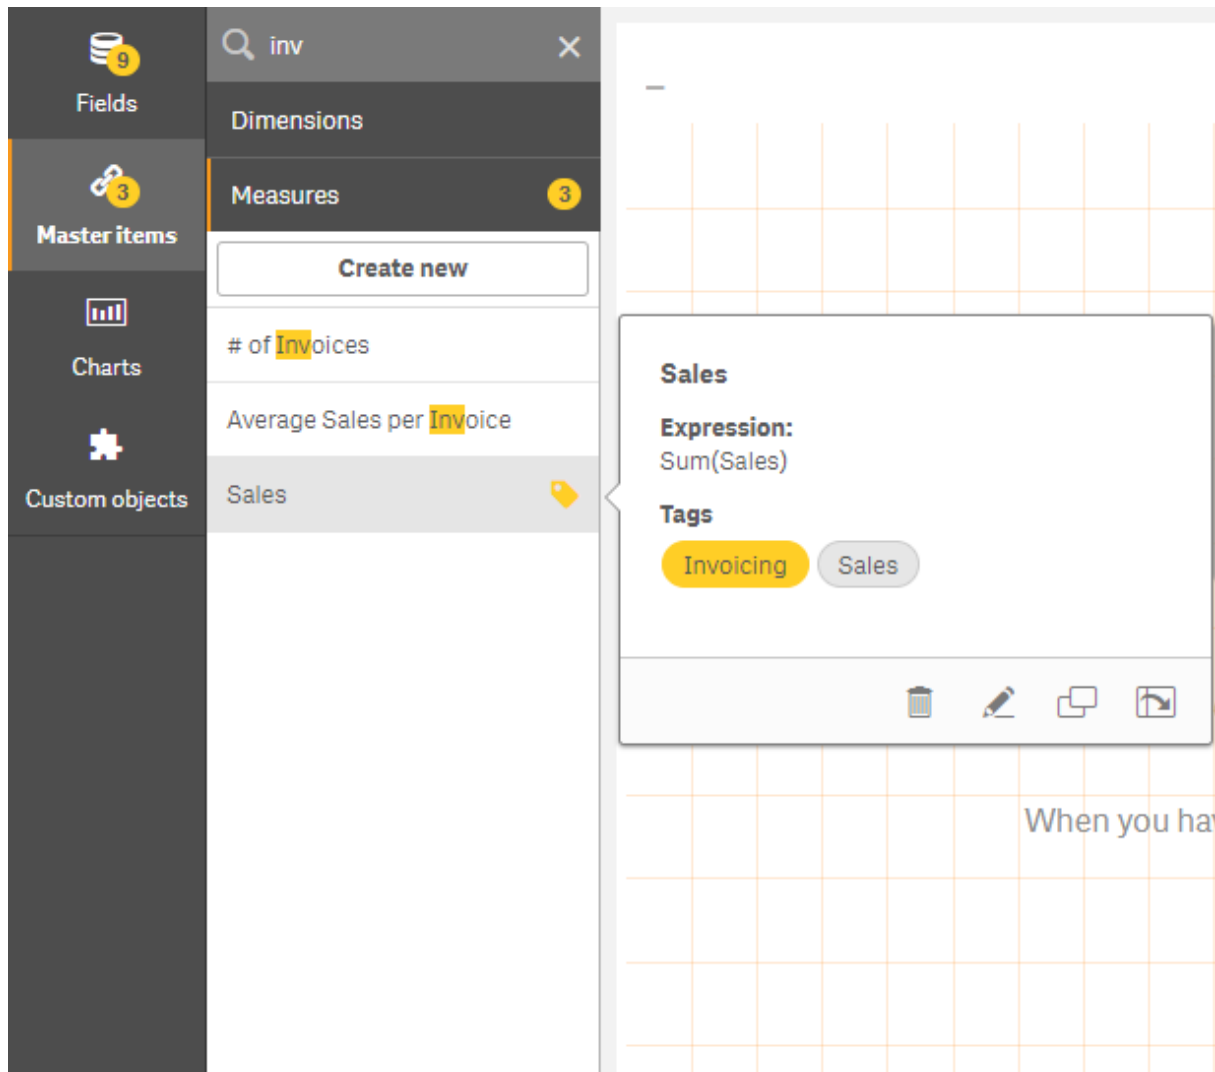 9
Fields
3
Master items
Charts
Custom objects
inv
Dimensions
Measures 3
Create new
# of Invoices
Average Sales per Invoice
Sales
Sales
Expression:
Sum(Sales)
Tags
Invoicing Sales
When you ha